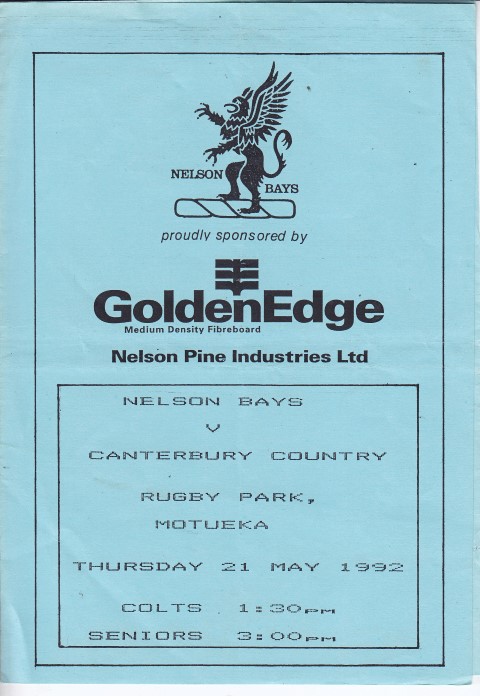 NELSON BAYS
proudly sponsored by
GoldenEdge
Medium Density Fibreboard
Nelson Pine Industries Ltd
NELSON BAYS
V
CANTERBURY COUNTRY
RUGBY PARK,
MOTUEKA
THURSDAY 21 MAY 1992
COLTS 1:30pm
SENIORS 3:00pm